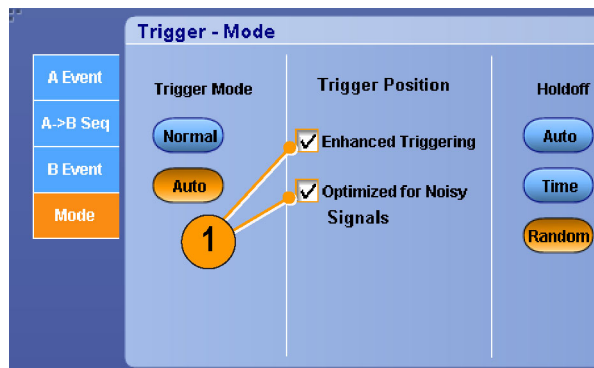 Trigger - Mode
A Event
A->B Seq
B Event
Mode
Trigger Mode
Normal
Auto
1
Trigger Position
Enhanced Triggering
Optimized for Noisy
Signals
Holdoff
Auto
Time
Random